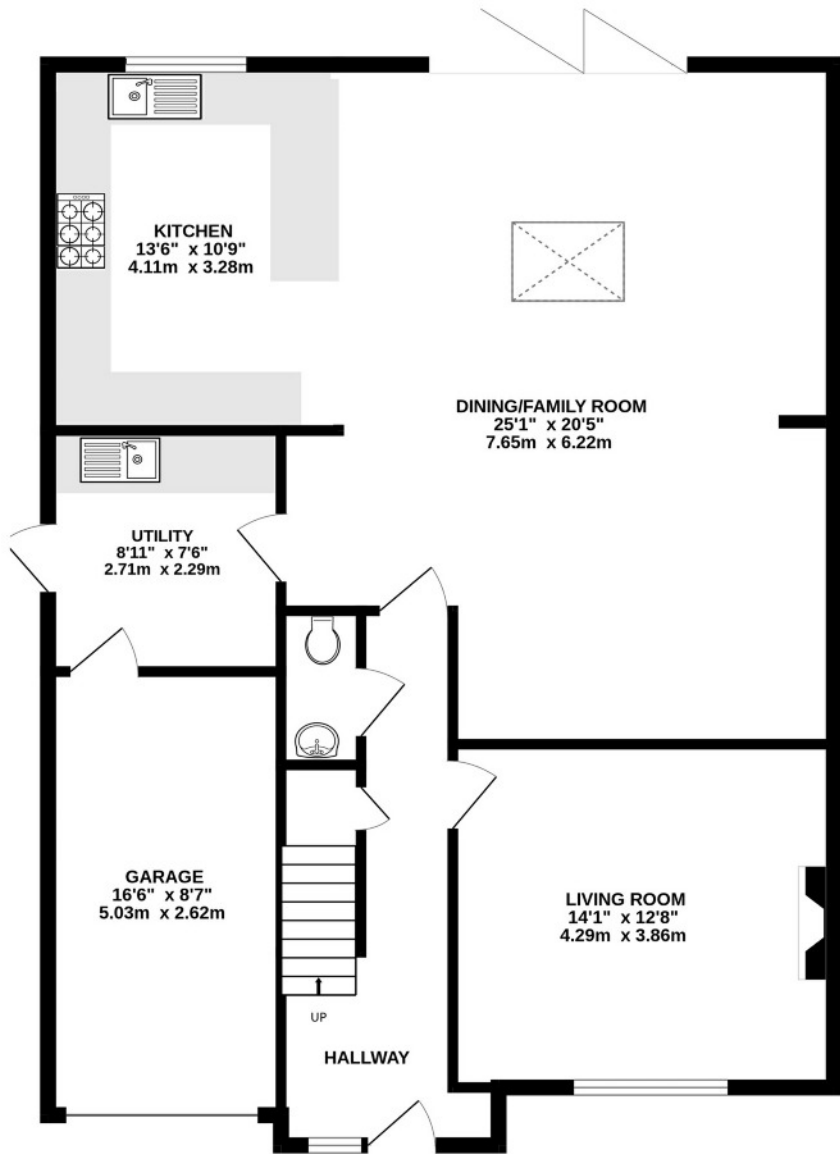 KITCHEN
13'6" x 10'9"
4.11m x 3.28m
DINING/FAMILY ROOM
25'1" x 20'5"
7.65m x 6.22m
UTILITY
8'11" x 7'6"
2.71m x 2.29m
GARAGE
16'6" x 8'7"
5.03m x 2.62m
LIVING ROOM
14'1" x 12'8"
4.29m x 3.86m
UP
HALLWAY